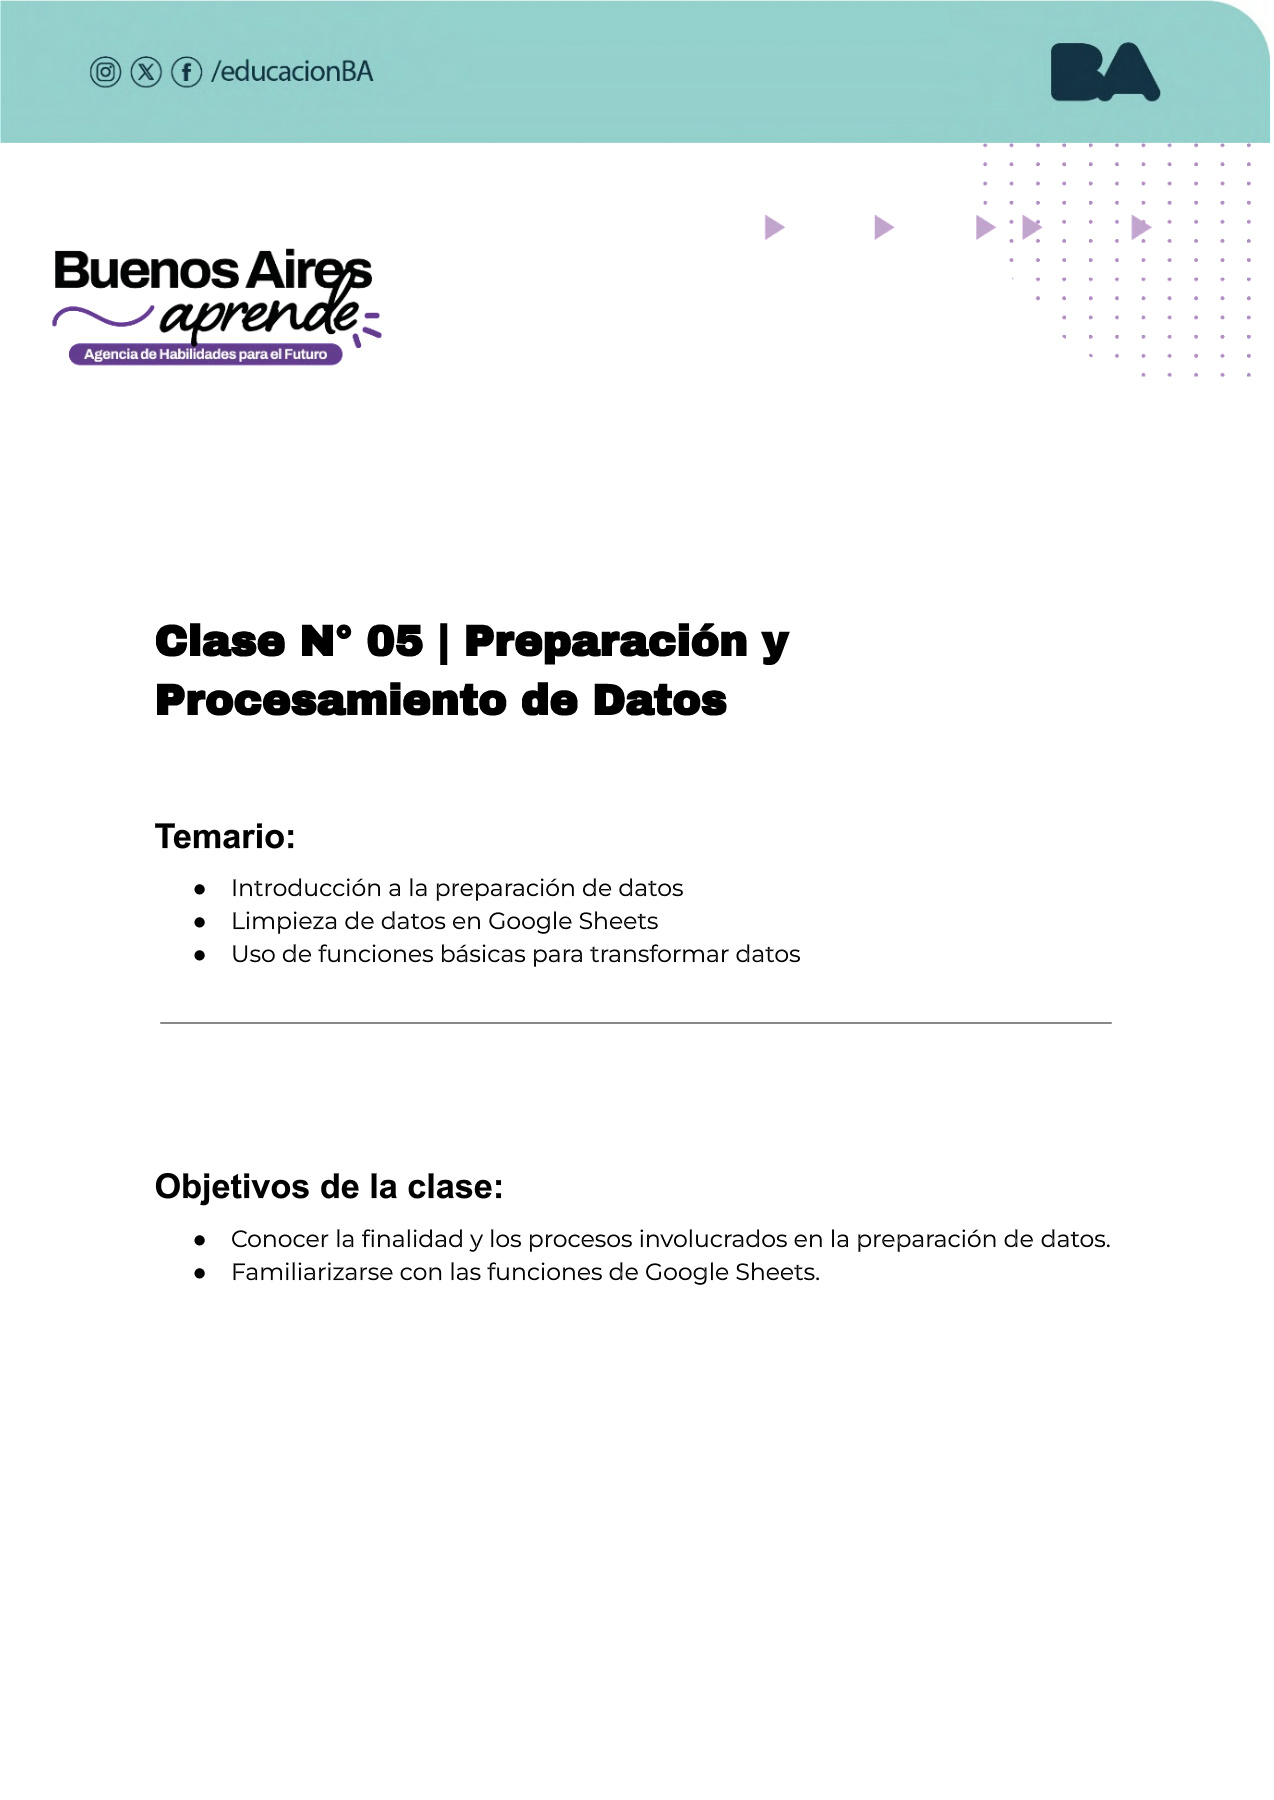 /educacionBA
BA
Buenos Aires
aprende
Agencia de Habilidades para el Futuro
Clase N° 05 | Preparación y
Procesamiento de Datos
Temario:
● Introducción a la preparación de datos
● Limpieza de datos en Google Sheets
● Uso de funciones básicas para transformar datos
Objetivos de la clase:
● Conocer la finalidad y los procesos involucrados en la preparación de datos.
● Familiarizarse con las funciones de Google Sheets.